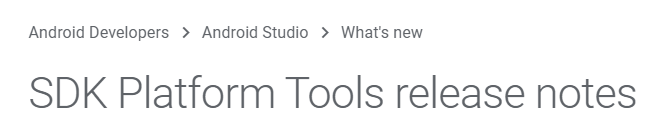 Android Developers > Android Studio > What's new
SDK Platform Tools release notes